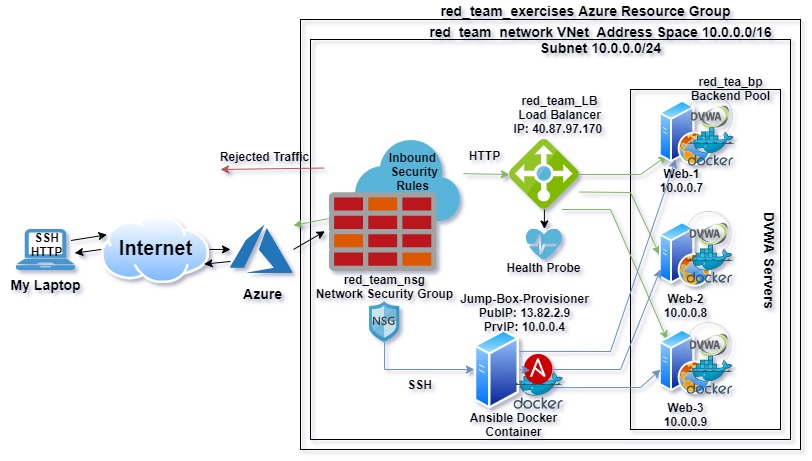 red_team_exercises Azure Resource Group
red_team_network VNet Address Space 10.0.0.0/16
Subnet 10.0.0.0/24
red_tea_bp
Backend Pool
red_team_LB
Load Balancer
IP: 40.87.97.170
DVWA
docker
Web-1
10.0.0.7
Inbound
Security
Rules
HTTP
Rejected Traffic
SSH
HTTP
My Laptop
Internet
Azure
red_team_nsg
Network Security Group
NSG
Health Probe
DVWA
docker
Web-2
10.0.0.8
DVWA Servers
Jump-Box-Provisioner
PubIP: 13.82.2.9
PrvIP: 10.0.0.4
SSH
A
docker
Ansible Docker
Container
DVWA
docker
Web-3
10.0.0.9